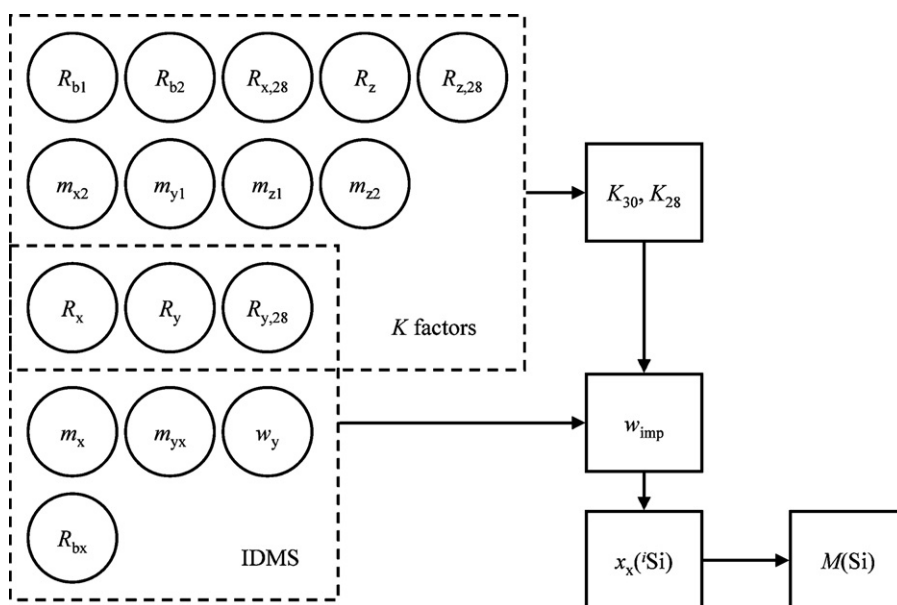 R_b1 R_b2 R_x,28 R_z R_z,28
m_x2 m_y1 m_z1 m_z2
K_30, K_28
R_x R_y R_y,28
K factors
m_x m_yx w_y
w_imp
R_bx
IDMS
x_x(^iSi)
M(Si)